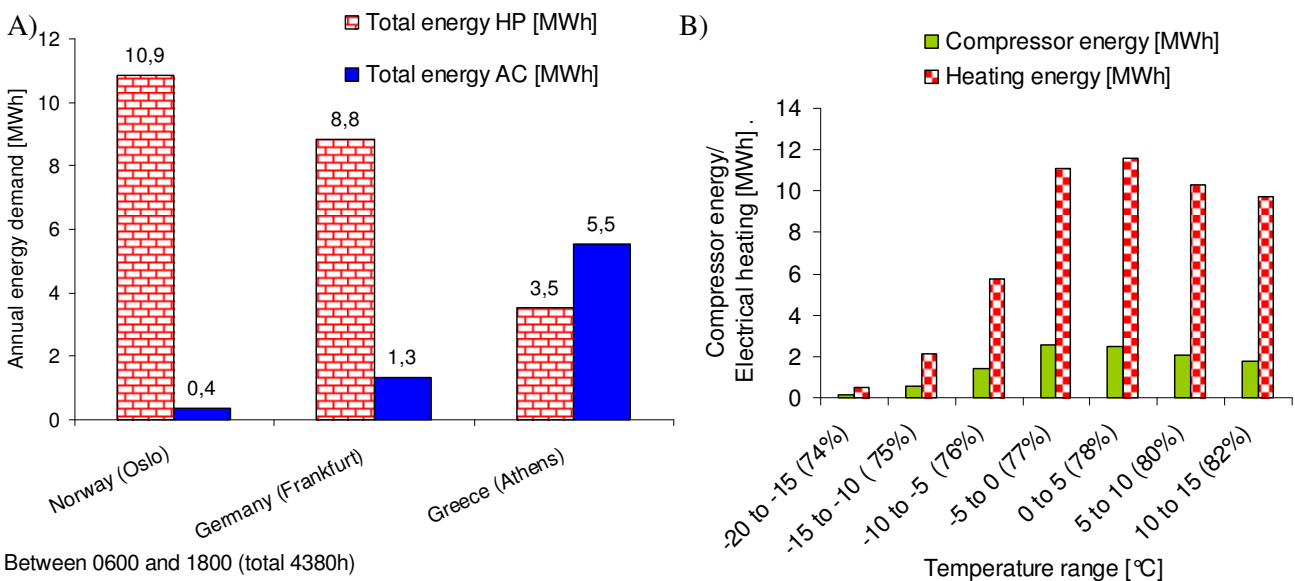 A)
Total energy HP [MWh]
Total energy AC [MWh]
Annual energy demand [MWh]
12
10
8
6
4
2
0
10,9
0,4
8,8
1,3
3,5
5,5
Norway (Oslo)
Germany (Frankfurt)
Greece (Athens)
Between 0600 and 1800 (total 4380h)
B)
Compressor energy [MWh]
Heating energy [MWh]
Compressor energy/
Electrical heating [MWh] .
14
12
10
8
6
4
2
0
-20 to -15 (74%)
-15 to -10 ( 75%)
-10 to -5 (76%)
-5 to 0 (77%)
0 to 5 (78%)
5 to 10 (80%)
10 to 15 (82%)
Temperature range [°C]